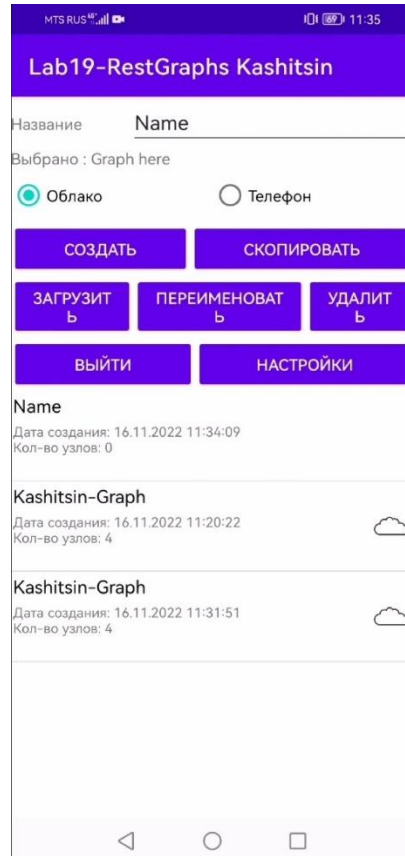 MTS RUS 69 11:35
Lab19-RestGraphs Kashitsin
Название Name
Выбрано : Graph here
Облако Телефон
СОЗДАТЬ СКОПИРОВАТЬ
ЗАГРУЗИТ ПЕРЕИМЕНОВАТ УДАЛИТ
Ь Ь Ь
ВЫЙТИ НАСТРОЙКИ
Name
Дата создания: 16.11.2022 11:34:09
Кол-во узлов: 0
Kashitsin-Graph
Дата создания: 16.11.2022 11:20:22
Кол-во узлов: 4
Kashitsin-Graph
Дата создания: 16.11.2022 11:31:51
Кол-во узлов: 4